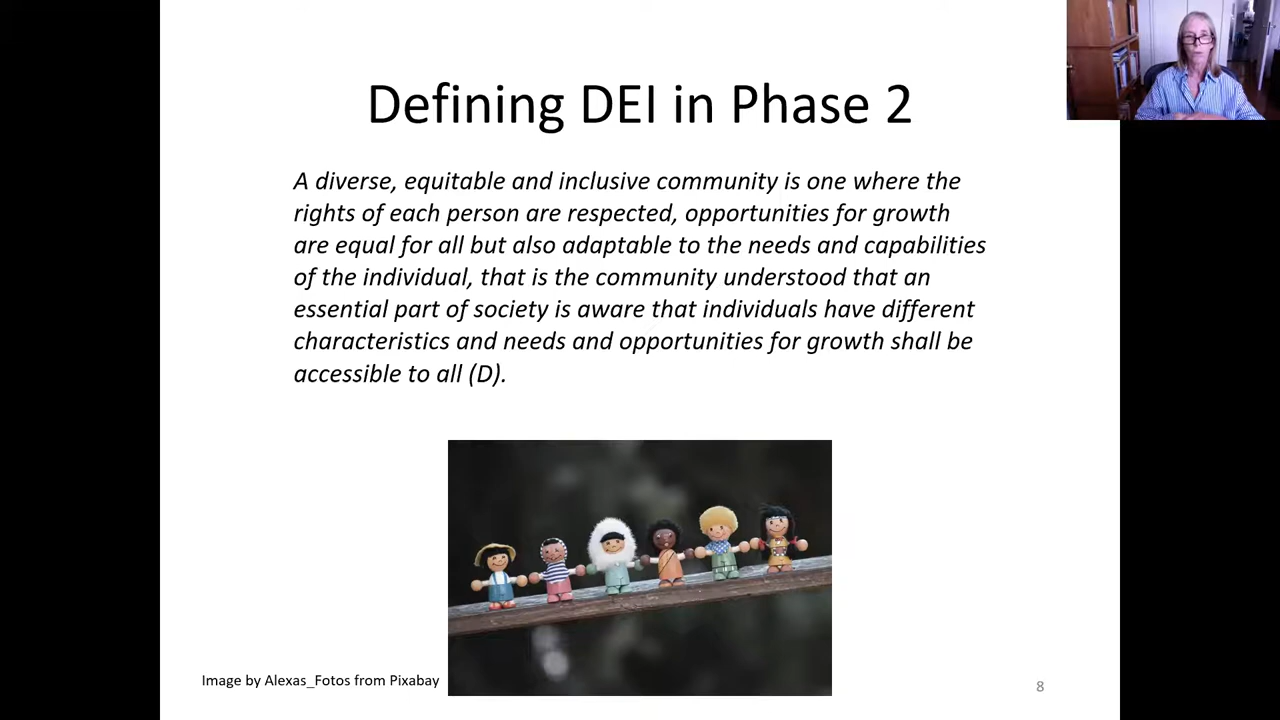 Defining DEI in Phase 2
A diverse, equitable and inclusive community is one where the
rights of each person are respected, opportunities for growth
are equal for all but also adaptable to the needs and capabilities
of the individual, that is the community understood that an
essential part of society is aware that individuals have different
characteristics and needs and opportunities for growth shall be
accessible to all (D).
Image by Alexas_Fotos from Pixabay
8